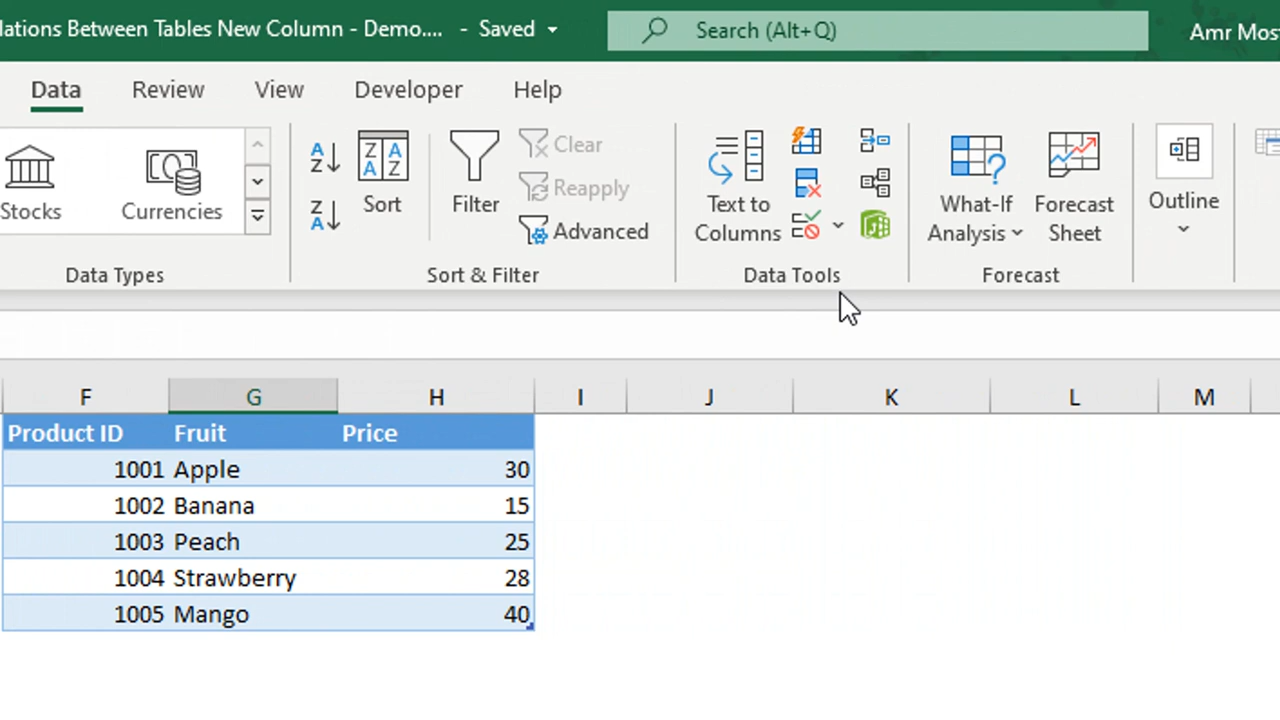 lations Between Tables New Column - Demo.... - Saved
Search (Alt+Q)
Amr Mos
Data Review View Developer Help
Stocks
Currencies
Data Types
Sort
Filter
Clear
Reapply
Advanced
Sort & Filter
Text to
Columns
Data Tools
What-If
Analysis
Forecast
Sheet
Forecast
Outline
F G H I J K L M
Product ID Fruit Price
1001 Apple 30
1002 Banana 15
1003 Peach 25
1004 Strawberry 28
1005 Mango 40